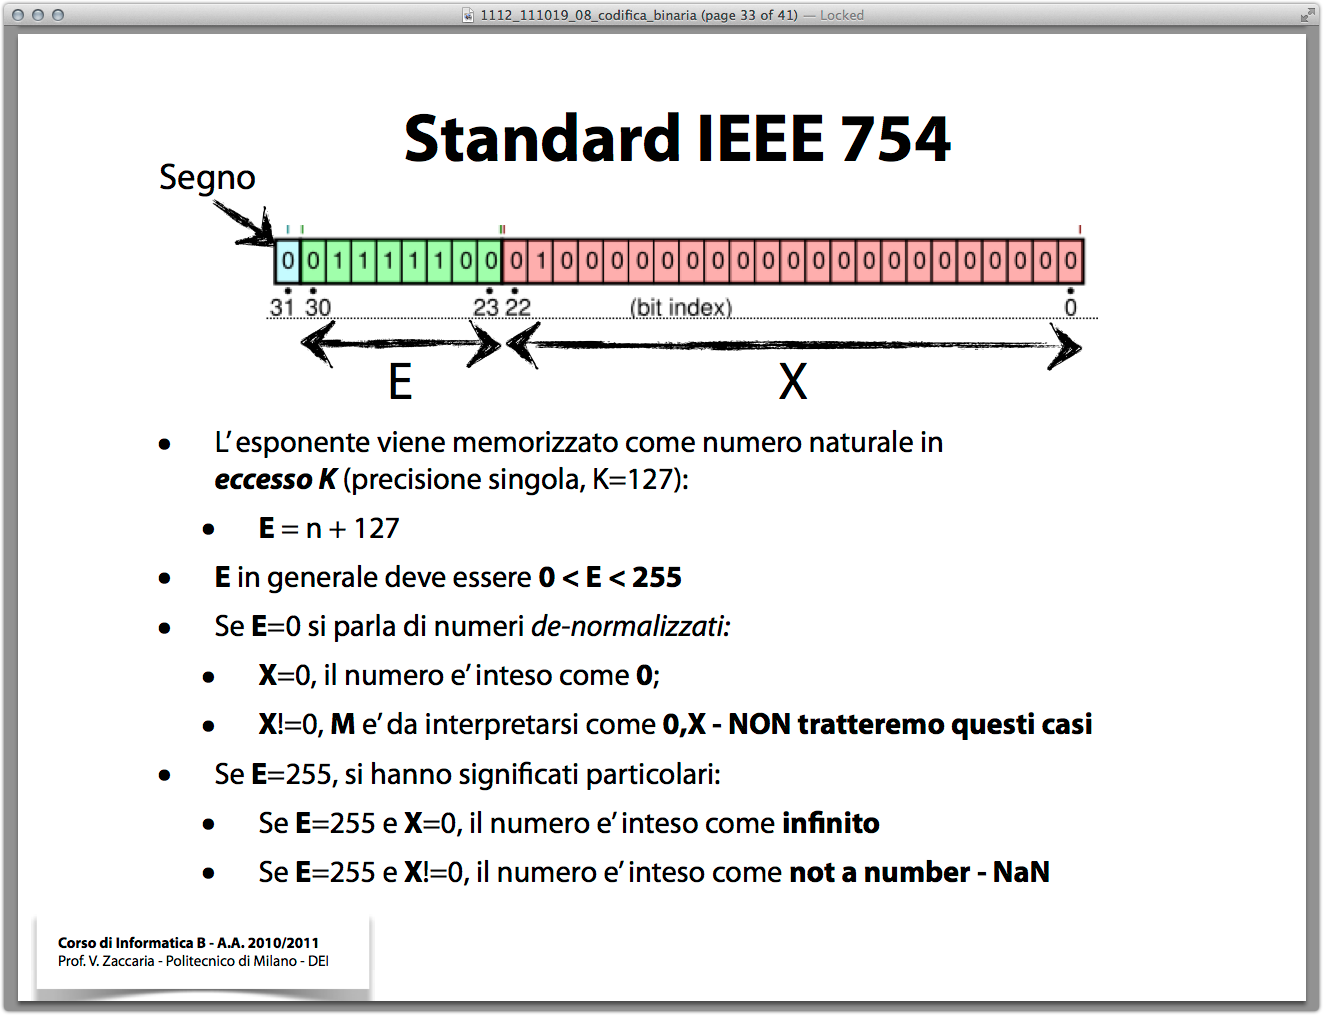 1112_111019_08_codifica_binaria (page 33 of 41) — Locked
Standard IEEE 754
Segno
0 0 1 1 1 1 1 0 0 0 1 0 0 0 0 0 0 0 0 0 0 0 0 0 0 0 0 0 0 0 0 0
31 30 23 22 (bit index) 0
E X
• L’ esponente viene memorizzato come numero naturale in
eccesso K (precisione singola, K=127):
• E = n + 127
• E in generale deve essere 0 < E < 255
• Se E=0 si parla di numeri de-normalizzati:
• X=0, il numero e’ inteso come 0;
• X!=0, M e’ da interpretarsi come 0,X - NON tratteremo questi casi
• Se E=255, si hanno significati particolari:
• Se E=255 e X=0, il numero e’ inteso come infinito
• Se E=255 e X!=0, il numero e’ inteso come not a number - NaN
Corso di Informatica B - A.A. 2010/2011
Prof. V. Zaccaria - Politecnico di Milano - DEI